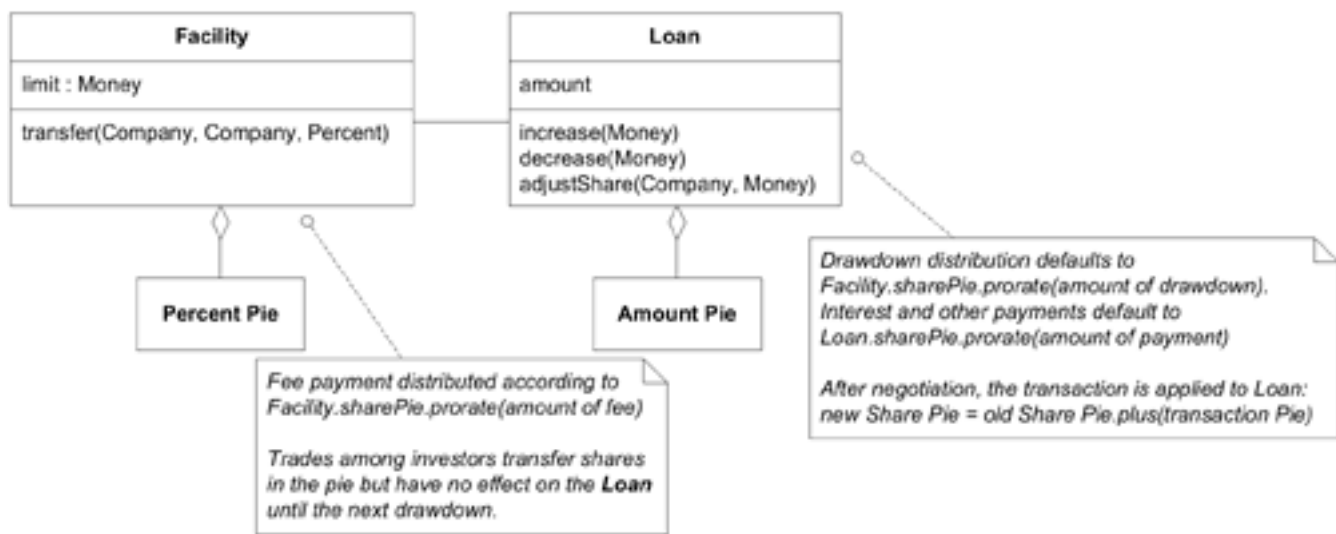 Facility
limit : Money
transfer(Company, Company, Percent)
Loan
amount
increase(Money)
decrease(Money)
adjustShare(Company, Money)
Percent Pie
Amount Pie
Drawdown distribution defaults to
Facility.sharePie.prorate(amount of drawdown).
Interest and other payments default to
Loan.sharePie.prorate(amount of payment)
After negotiation, the transaction is applied to Loan:
new Share Pie = old Share Pie.plus(transaction Pie)
Fee payment distributed according to
Facility.sharePie.prorate(amount of fee)
Trades among investors transfer shares
in the pie but have no effect on the Loan
until the next drawdown.